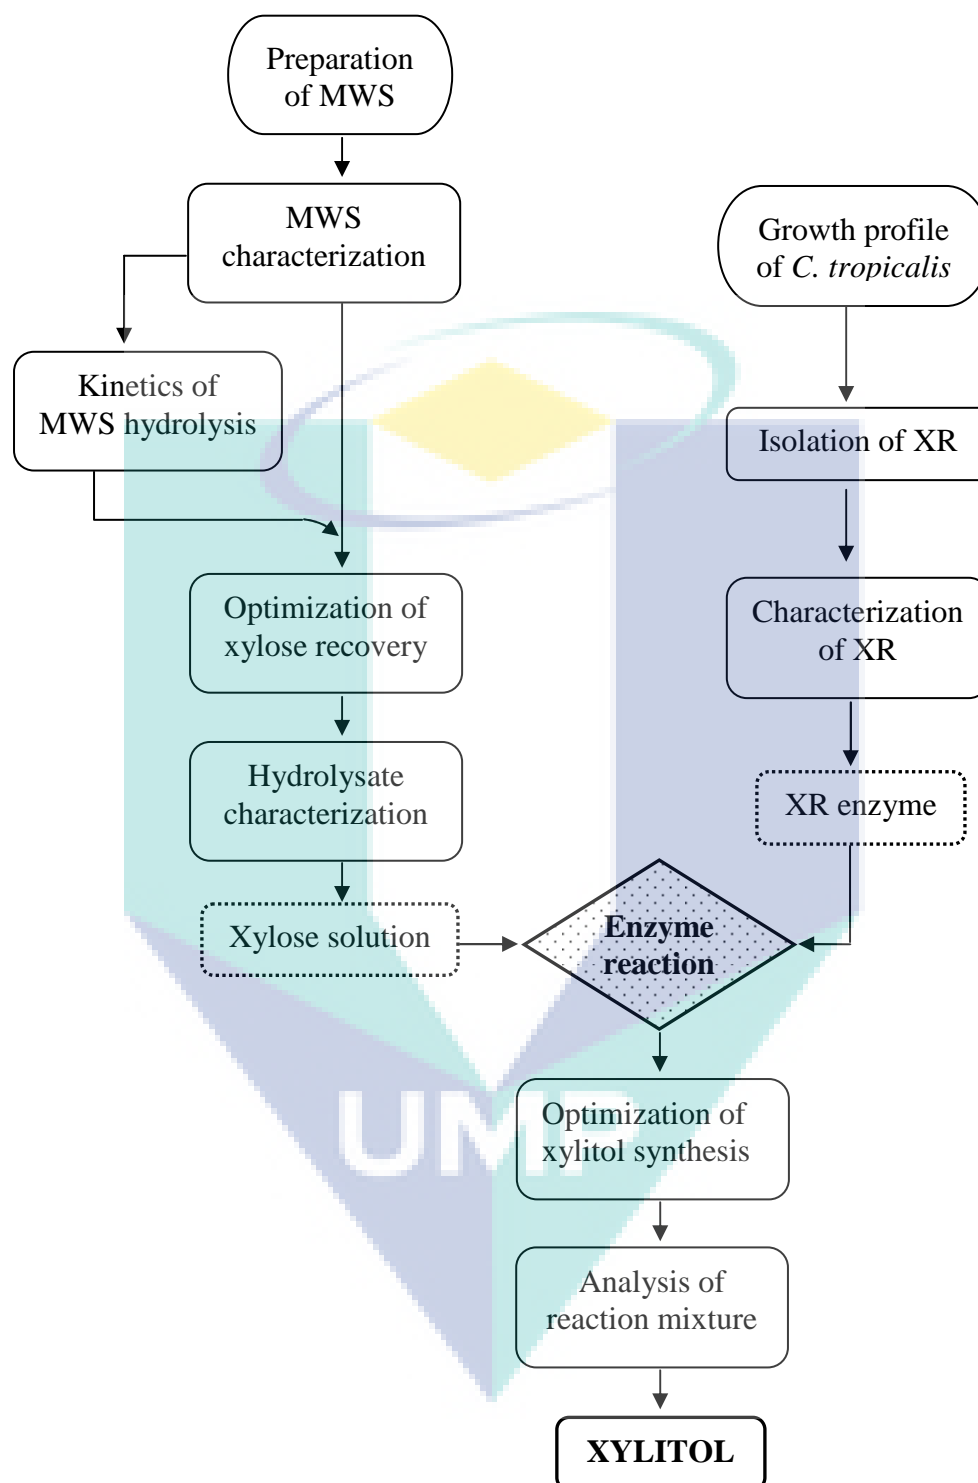 Preparation
of MWS
MWS
characterization
Growth profile
of C. tropicalis
Kinetics of
MWS hydrolysis
Isolation of XR
Optimization of
xylose recovery
Characterization
of XR
Hydrolysate
characterization
XR enzyme
Xylose solution
Enzyme
reaction
UMP
Optimization of
xylitol synthesis
Analysis of
reaction mixture
XYLITOL